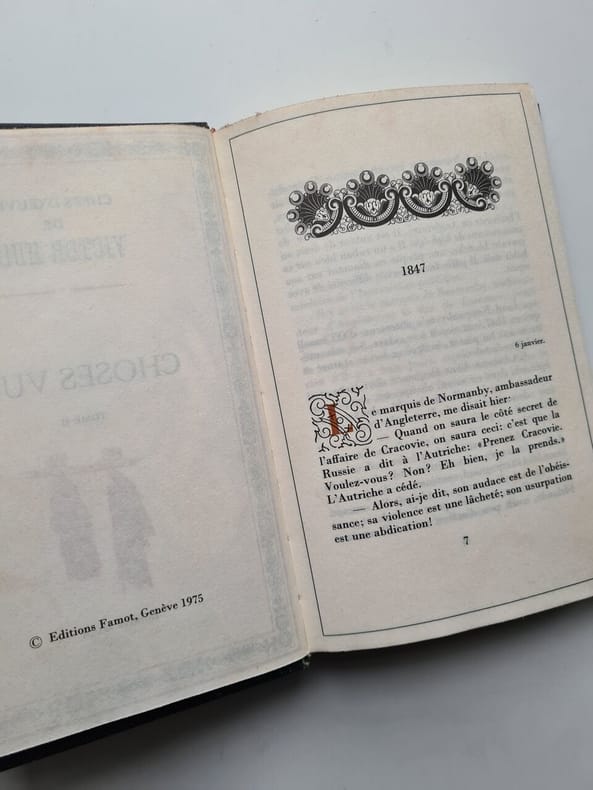 © Editions Famot, Genève 1975
1847
6 janvier.
Le marquis de Normanby, ambassadeur
d'Angleterre, me disait hier:
— Quand on saura le côté secret de
l'affaire de Cracovie, on saura ceci: c'est que la
Russie a dit à l'Autriche: «Prenez Cracovie.
Voulez-vous? Non? Eh bien, je la prends.»
L'Autriche a cédé.
— Alors, ai-je dit, son audace est de l'obéis-
sance; sa violence est une lâcheté; son usurpation
est une abdication!
7